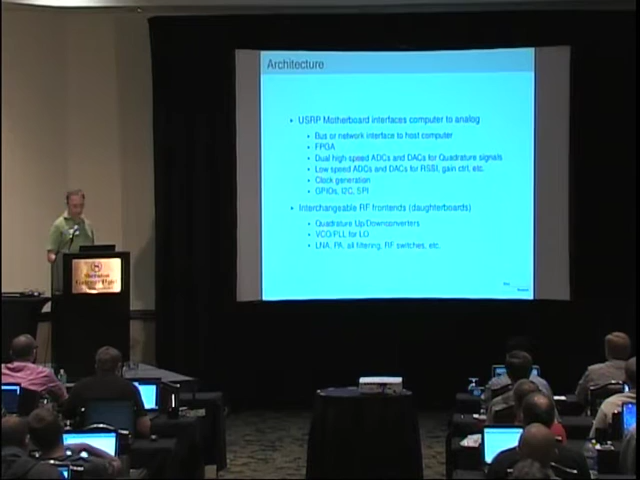 Architecture
• USRP Motherboard interfaces computer to analog
• Bus or network interface to host computer
• FPGA
• Dual high speed ADCs and DACs for Quadrature signals
• Low speed ADCs and DACs for RSSI, gain ctrl, etc.
• Clock generation
• GPIOs, I2C, SPI
• Interchangeable RF frontends (daughterboards)
• Quadrature Up/Downconverters
• VCO/PLL for LO
• LNA, PA, all filtering, RF switches, etc.
Sheraton